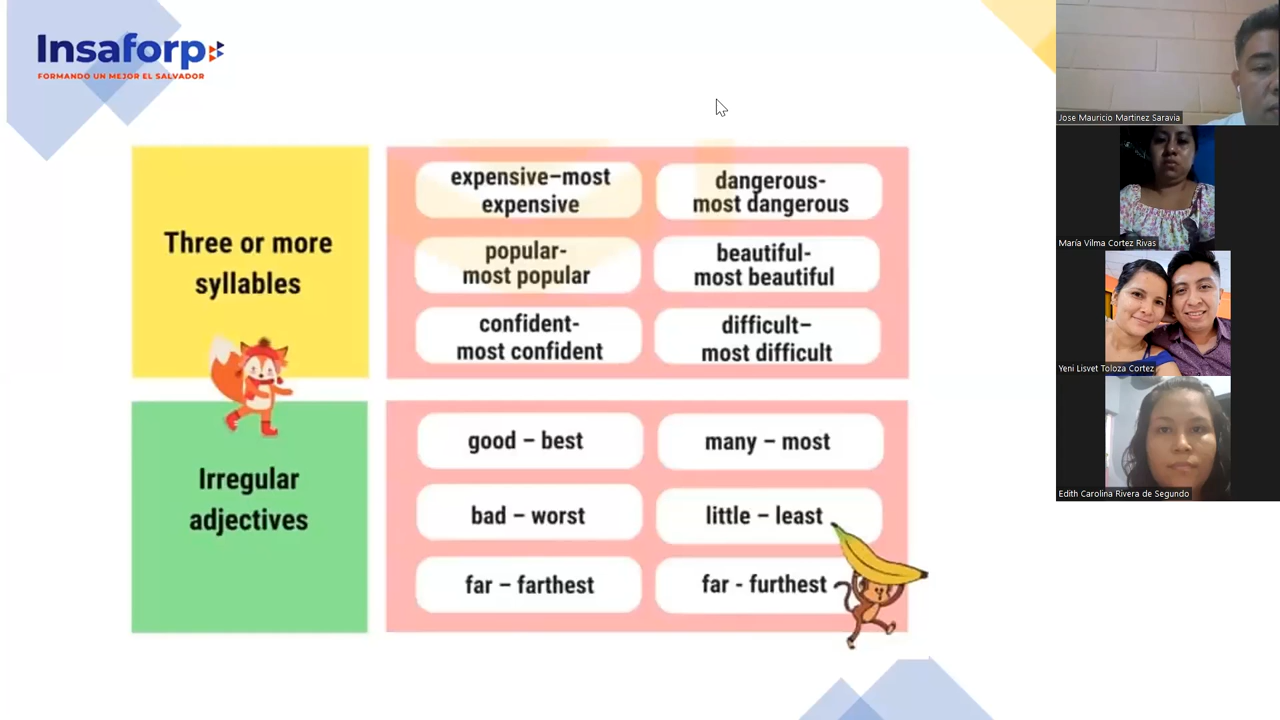 Insaforp
FORMANDO UN MEJOR EL SALVADOR
Three or more
syllables
expensive–most
expensive
dangerous-
most dangerous
popular-
most popular
beautiful-
most beautiful
confident-
most confident
difficult–
most difficult
Irregular
adjectives
good – best
many – most
bad – worst
little – least
far – farthest
far - furthest
Jose Mauricio Martinez Saravia
María Vilma Cortez Rivas
Yeni Lisvet Toloza Cortez
Edith Carolina Rivera de Segundo